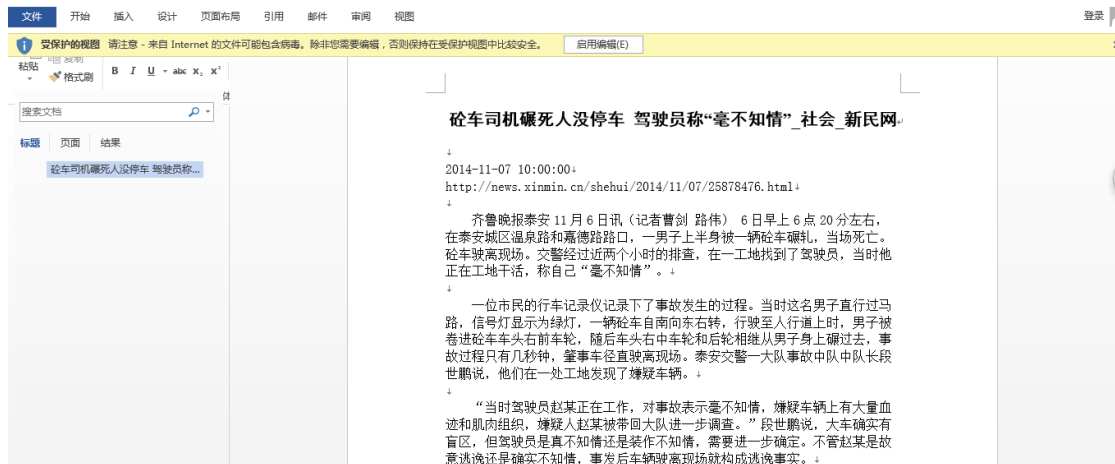 文件 开始 插入 设计 页面布局 引用 邮件 审阅 视图 登录
受保护的视图 请注意 - 来自 Internet 的文件可能包含病毒。除非您需要编辑，否则保持在受保护视图中比较安全。 启用编辑(E)
粘贴 复制
格式刷 B I U abc X₂ X²
体
搜索文档
标题 页面 结果
砼车司机碾死人没停车 驾驶员称...
砼车司机碾死人没停车 驾驶员称“毫不知情”_社会_新民网
2014-11-07 10:00:00
http://news.xinmin.cn/shehui/2014/11/07/25878476.html
齐鲁晚报泰安 11 月 6 日讯（记者曹剑 路伟） 6 日早上 6 点 20 分左右，
在泰安城区温泉路和嘉德路路口，一男子上半身被一辆砼车碾轧，当场死亡。
砼车驶离现场。交警经过近两个小时的排查，在一工地找到了驾驶员，当时他
正在工地干活，称自己“毫不知情”。
一位市民的行车记录仪记录下了事故发生的过程。当时这名男子直行过马
路，信号灯显示为绿灯，一辆砼车自南向东右转，行驶至人行道上时，男子被
卷进砼车车头右前车轮，随后车头右中车轮和后轮相继从男子身上碾过去，事
故过程只有几秒钟，肇事车径直驶离现场。泰安交警一大队事故中队中队长段
世鹏说，他们在一处工地发现了嫌疑车辆。
“当时驾驶员赵某正在工作，对事故表示毫不知情，嫌疑车辆上有大量血
迹和肌肉组织，嫌疑人赵某被带回大队进一步调查。”段世鹏说，大车确实有
盲区，但驾驶员是真不知情还是装作不知情，需要进一步确定。不管赵某是故
意逃逸还是确实不知情，事发后车辆驶离现场就构成逃逸事实。